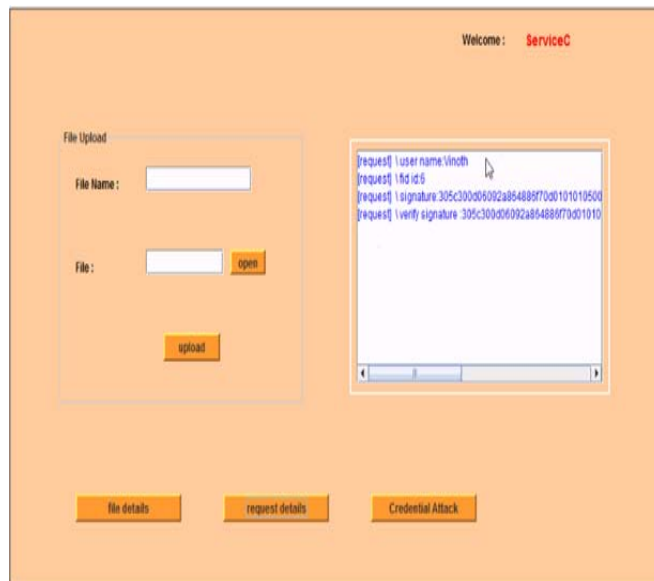 Welcome : ServiceC
File Upload
File Name :
File :
open
upload
[request] \ user name:Vinoth
[request] \ fid id:6
[request] \ signature:305c300d06092a864886f70d0101010500
[request] \ verify signature :305c300d06092a864886f70d01010
file details
request details
Credential Attack